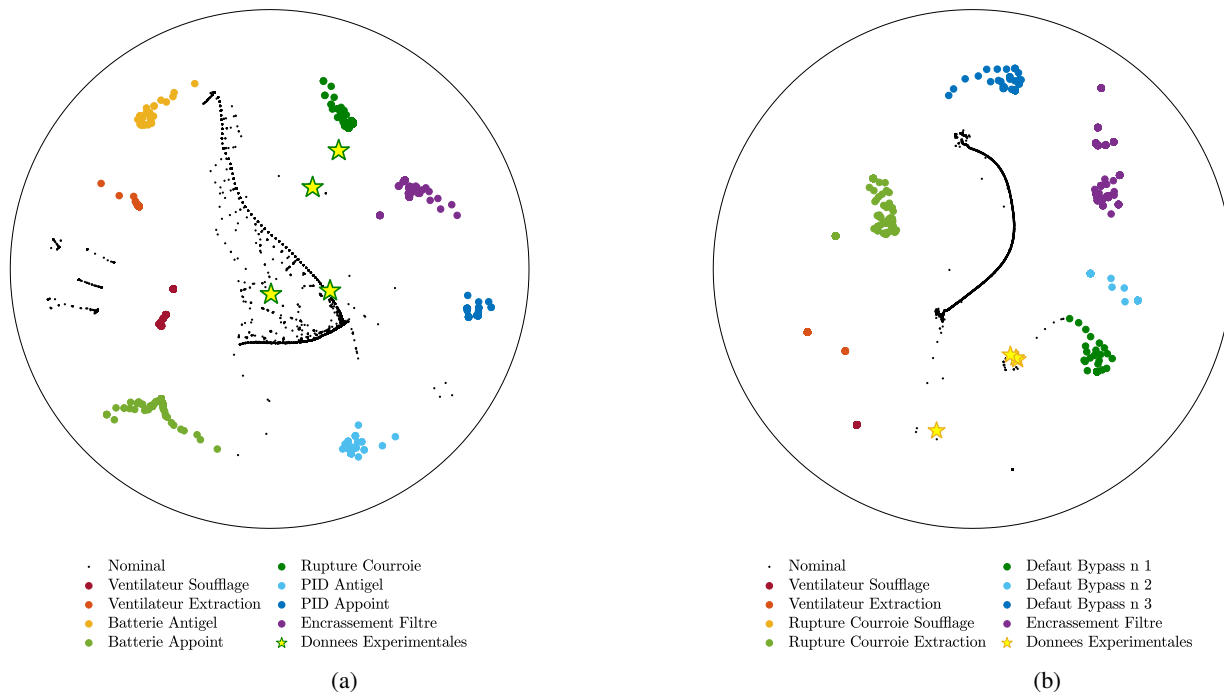 Nominal
Ventilateur Soufflage
Ventilateur Extraction
Batterie Antigel
Batterie Appoint
Rupture Courroie
PID Antigel
PID Appoint
Encrassement Filtre
Donnees Experimentales
(a)
Nominal
Ventilateur Soufflage
Ventilateur Extraction
Rupture Courroie Soufflage
Rupture Courroie Extraction
Defaut Bypass n 1
Defaut Bypass n 2
Defaut Bypass n 3
Encrassement Filtre
Donnees Experimentales
(b)